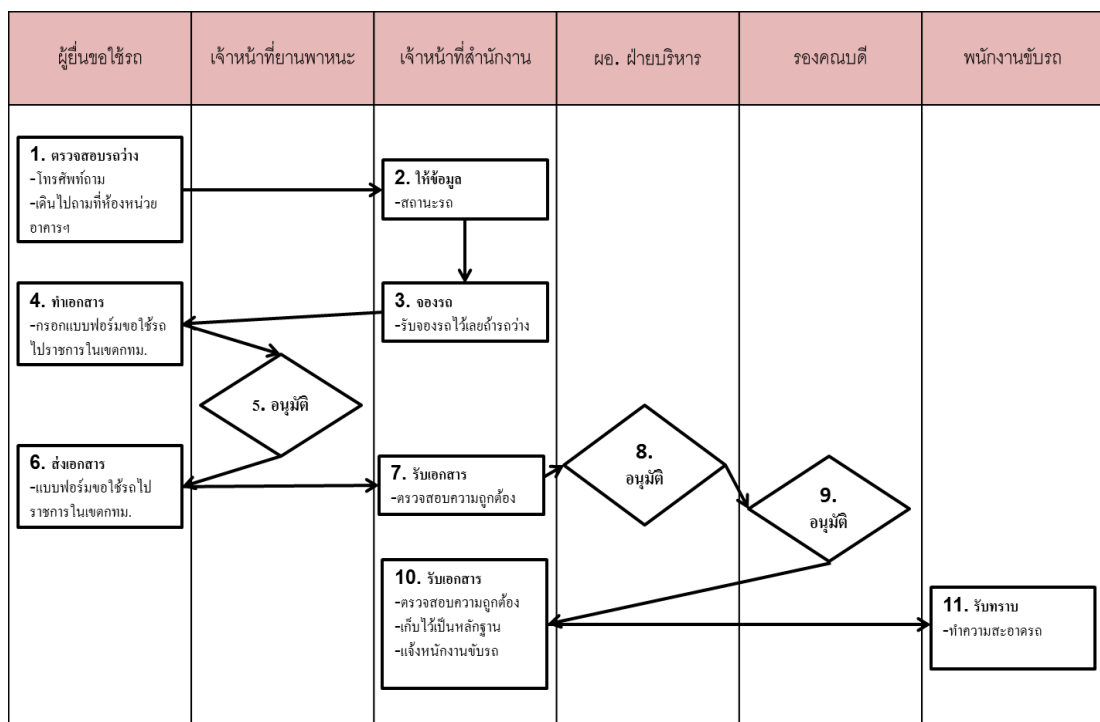 ผู้ยื่นขอใช้รถ
เจ้าหน้าที่ยานพาหนะ
เจ้าหน้าที่สำนักงาน
ผอ. ฝ่ายบริหาร
รองคณบดี
พนักงานขับรถ
1. ตรวจสอบรถว่าง
-โทรศัพท์ถาม
-เดินไปถามที่ห้องหน่วย
อาคารฯ
2. ให้ข้อมูล
-สถานะรถ
4. ทำเอกสาร
-กรอกแบบฟอร์มขอใช้รถ
ไปราชการในเขตกทม.
3. จองรถ
-รับจองรถไว้เลยถ้ารถว่าง
5. อนุมัติ
6. ส่งเอกสาร
-แบบฟอร์มขอใช้รถไป
ราชการในเขตกทม.
7. รับเอกสาร
-ตรวจสอบความถูกต้อง
8.
อนุมัติ
9.
อนุมัติ
10. รับเอกสาร
-ตรวจสอบความถูกต้อง
-เก็บไว้เป็นหลักฐาน
-แจ้งหนักงานขับรถ
11. รับทราบ
-ทำความสะอาดรถ